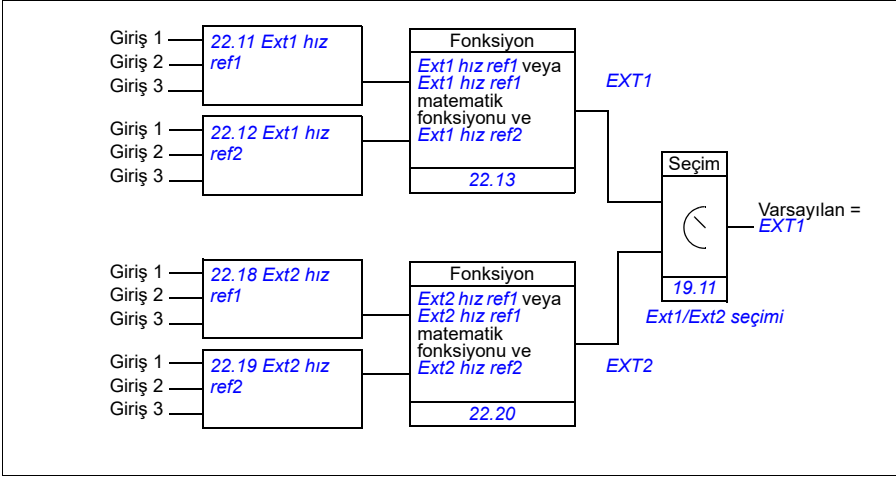 Giriş 1
Giriş 2
Giriş 3
22.11 Ext1 hız
ref1
Giriş 1
Giriş 2
Giriş 3
22.12 Ext1 hız
ref2
Fonksiyon
Ext1 hız ref1 veya
Ext1 hız ref1
matematik
fonksiyonu ve
Ext1 hız ref2
22.13
EXT1
Giriş 1
Giriş 2
Giriş 3
22.18 Ext2 hız
ref1
Giriş 1
Giriş 2
Giriş 3
22.19 Ext2 hız
ref2
Fonksiyon
Ext2 hız ref1 veya
Ext2 hız ref1
matematik
fonksiyonu ve
Ext2 hız ref2
22.20
EXT2
Seçim
19.11
Ext1/Ext2 seçimi
Varsayılan =
EXT1